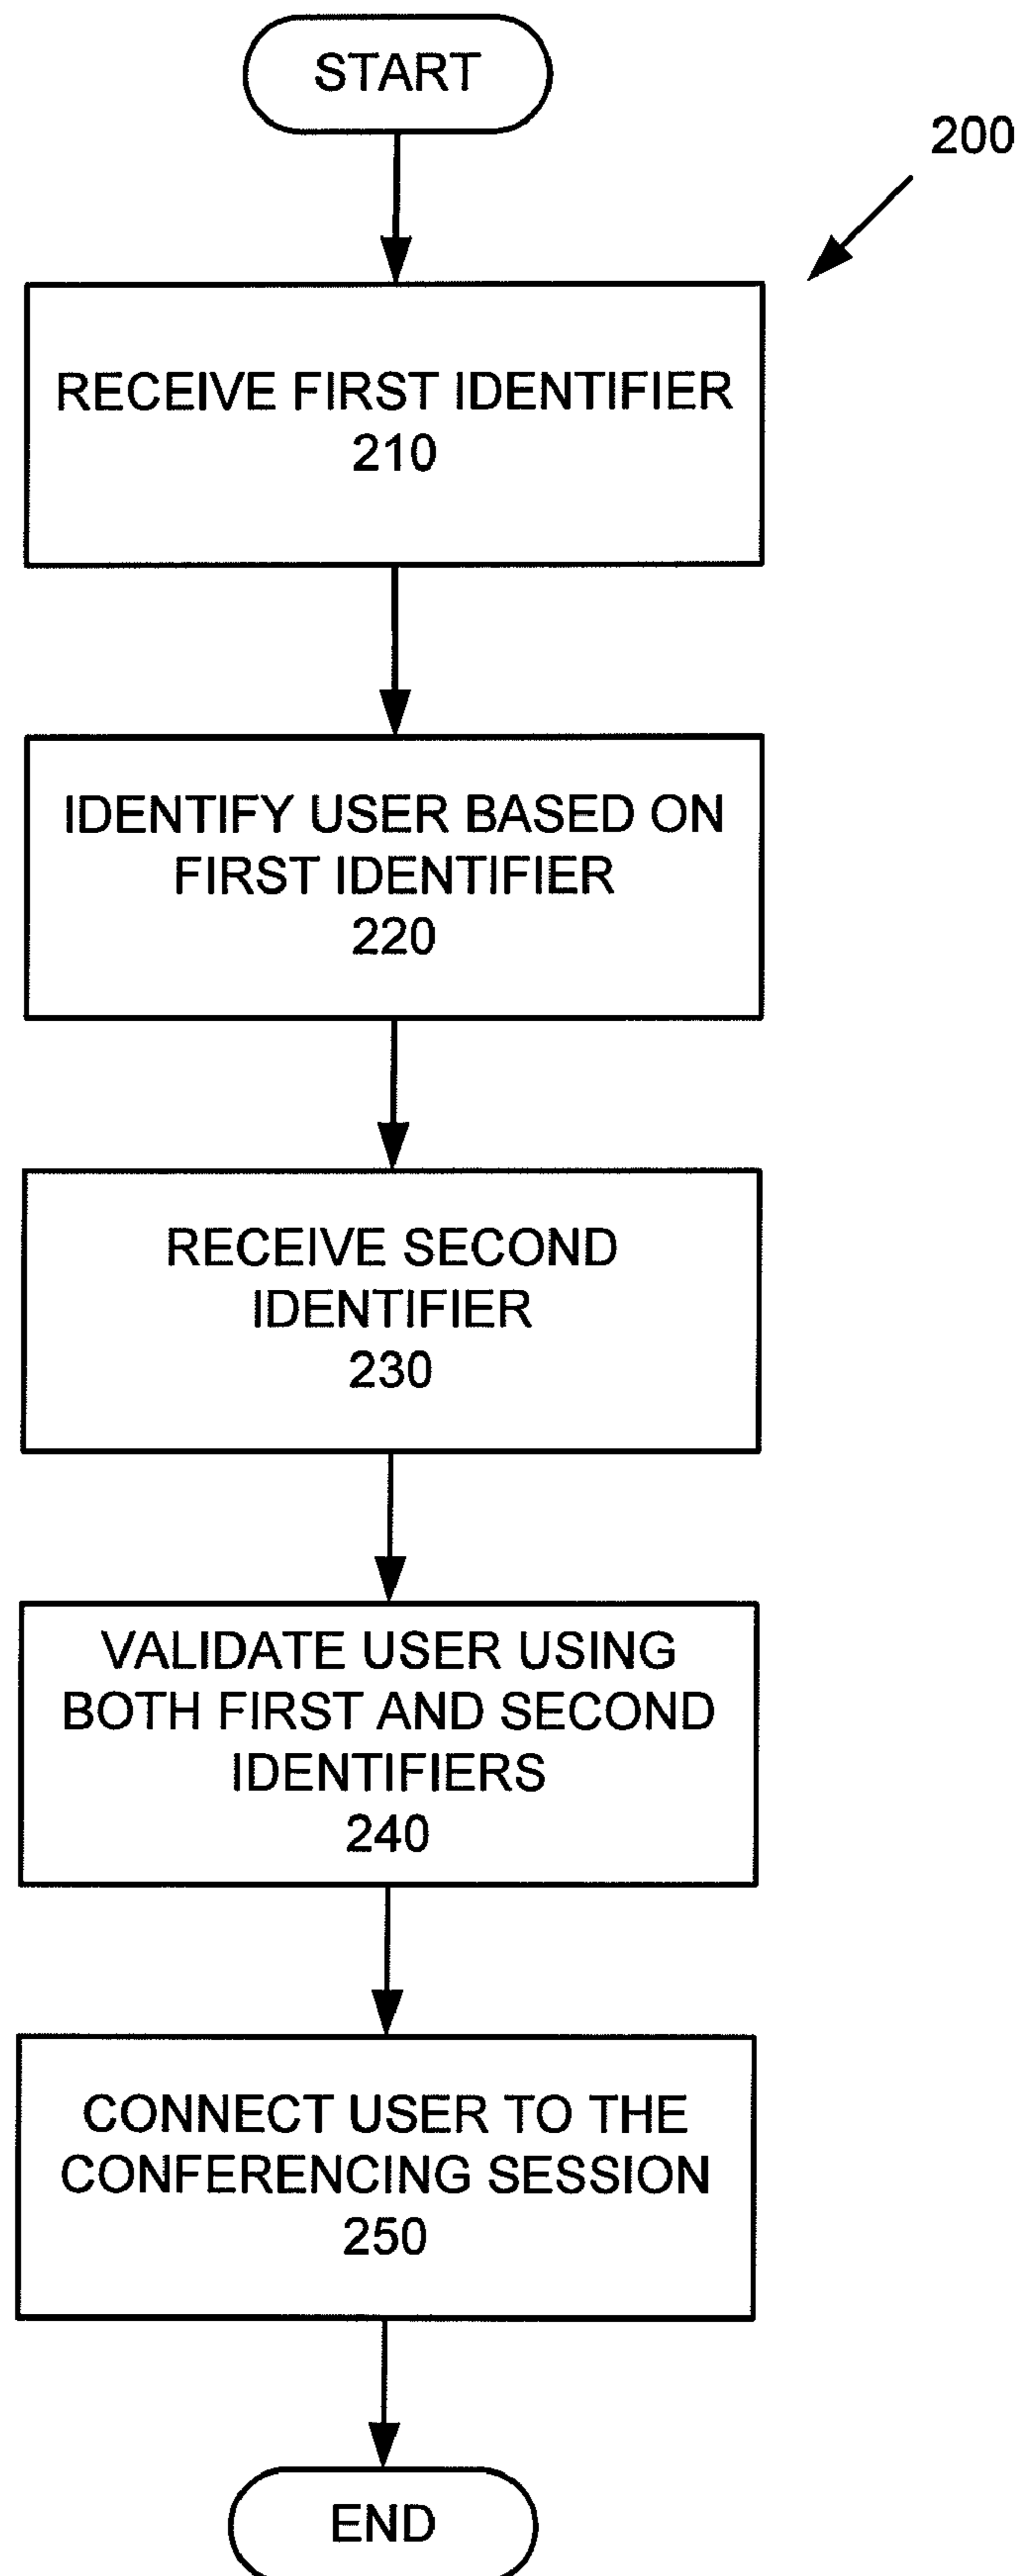 START
200
RECEIVE FIRST IDENTIFIER
210
IDENTIFY USER BASED ON
FIRST IDENTIFIER
220
RECEIVE SECOND
IDENTIFIER
230
VALIDATE USER USING
BOTH FIRST AND SECOND
IDENTIFIERS
240
CONNECT USER TO THE
CONFERENCING SESSION
250
END